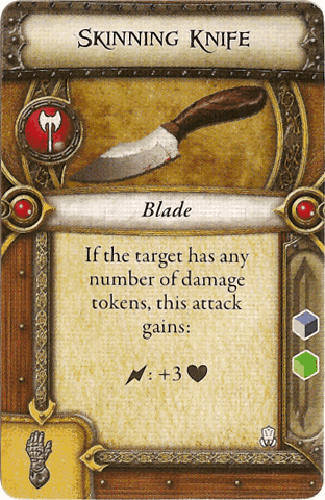 SKINNING KNIFE
Blade
If the target has any
number of damage
tokens, this attack
gains:
: +3